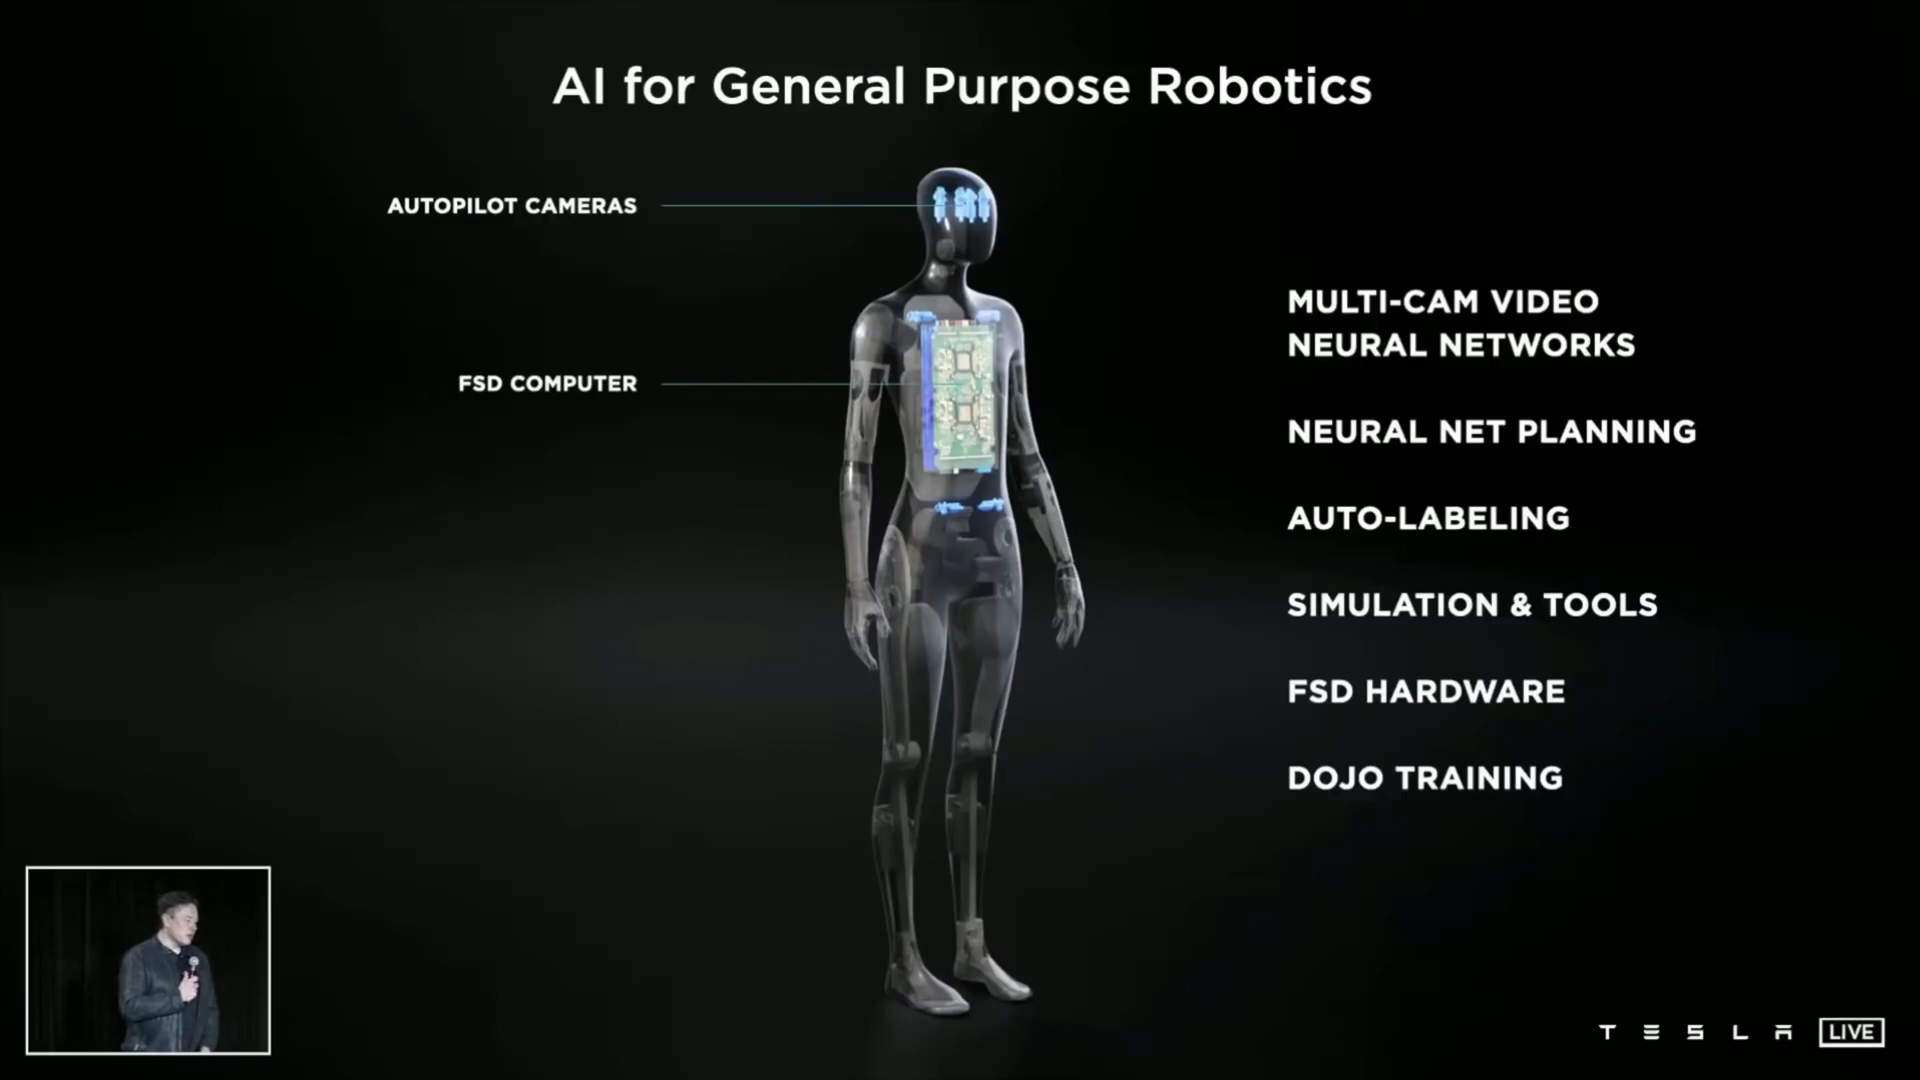 AI for General Purpose Robotics
AUTOPILOT CAMERAS
FSD COMPUTER
MULTI-CAM VIDEO
NEURAL NETWORKS
NEURAL NET PLANNING
AUTO-LABELING
SIMULATION & TOOLS
FSD HARDWARE
DOJO TRAINING
TESLA LIVE